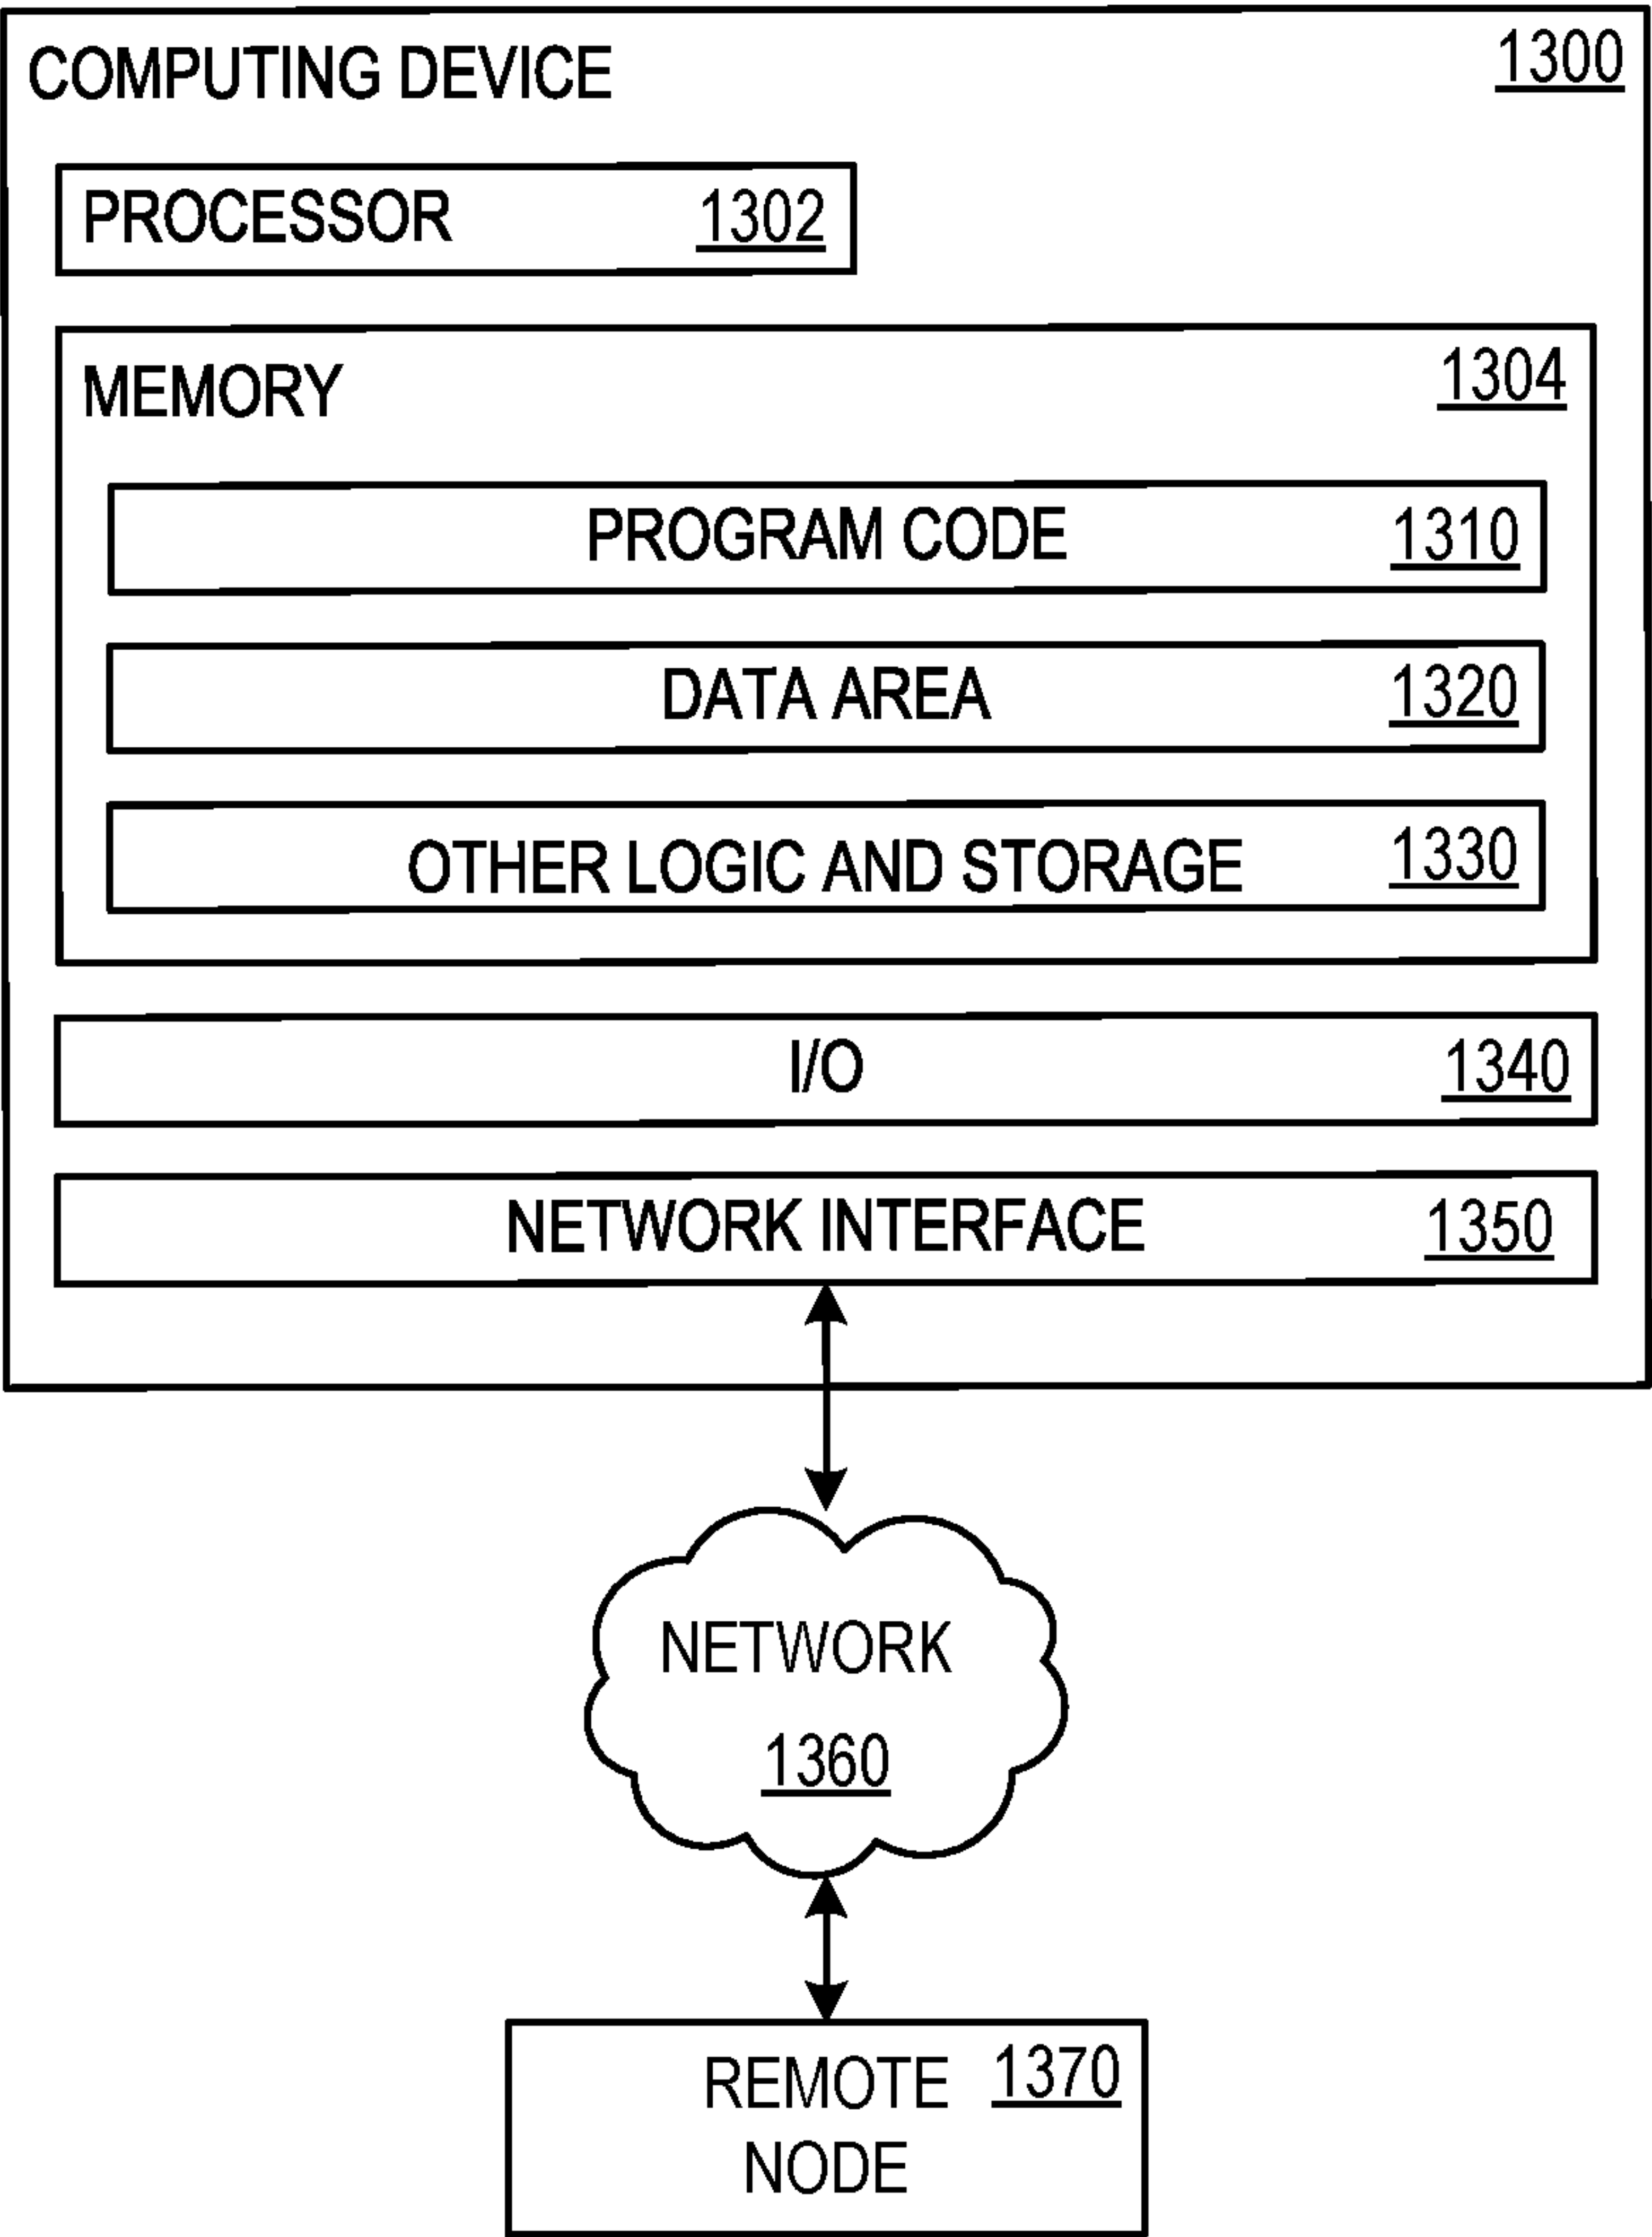 COMPUTING DEVICE 1300
PROCESSOR 1302
MEMORY 1304
PROGRAM CODE 1310
DATA AREA 1320
OTHER LOGIC AND STORAGE 1330
I/O 1340
NETWORK INTERFACE 1350
NETWORK
1360
REMOTE 1370
NODE